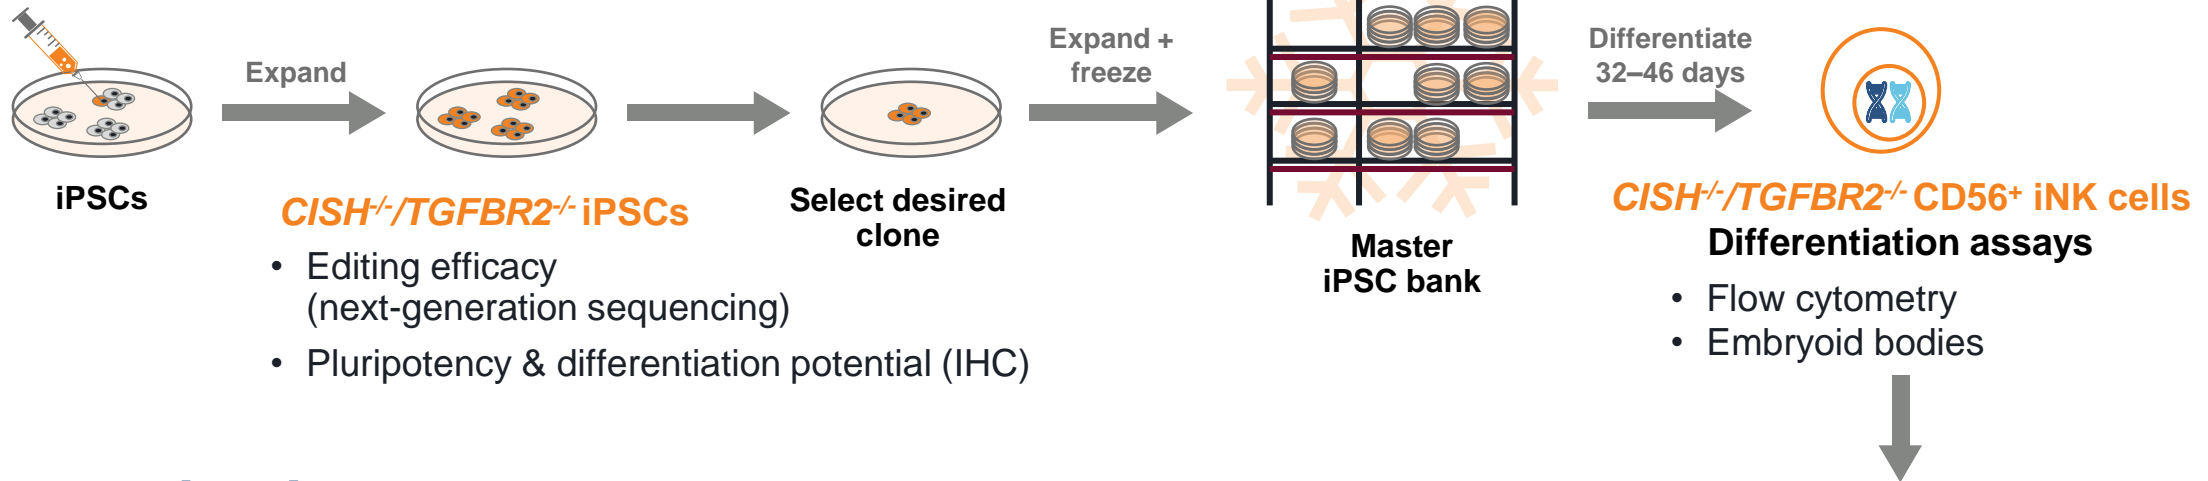 Expand
Expand +
freeze
Differentiate
32–46 days
iPSCs
CISH-/-/TGFBR2-/- iPSCs
• Editing efficacy
(next-generation sequencing)
• Pluripotency & differentiation potential (IHC)
Select desired
clone
Master
iPSC bank
CISH-/-/TGFBR2-/- CD56+ iNK cells
Differentiation assays
• Flow cytometry
• Embryoid bodies